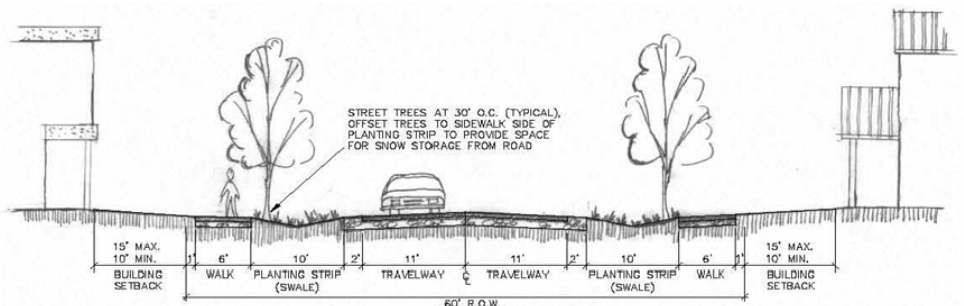 STREET TREES AT 30' O.C. (TYPICAL),
OFFSET TREES TO SIDEWALK SIDE OF
PLANTING STRIP TO PROVIDE SPACE
FOR SNOW STORAGE FROM ROAD
15' MAX.
10' MIN.
BUILDING
SETBACK
1'
6'
WALK
10'
PLANTING STRIP
(SWALE)
2'
11'
TRAVELWAY
℄
11'
TRAVELWAY
2'
10'
PLANTING STRIP
(SWALE)
6'
WALK
1'
15' MAX.
10' MIN.
BUILDING
SETBACK
60' R.O.W.